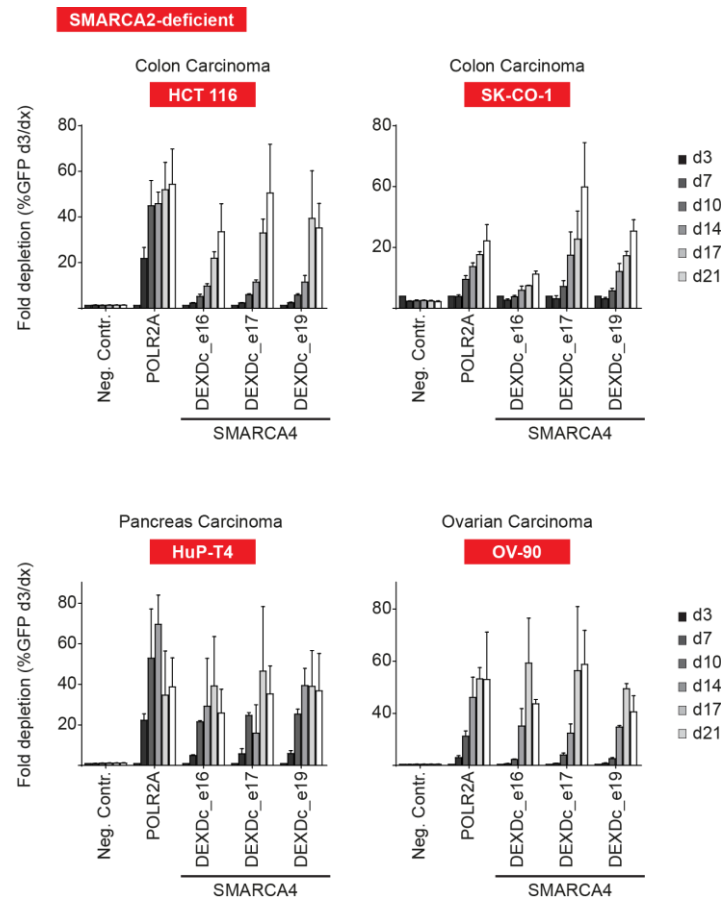 SMARCA2-deficient
Colon Carcinoma
HCT 116
Fold depletion (%GFP d3/dx)
80
60
40
20
Neg. Contr.
POLR2A
DEXDc_e16
DEXDc_e17
DEXDc_e19
SMARCA4
Colon Carcinoma
SK-CO-1
80
60
20
Neg. Contr.
POLR2A
DEXDc_e16
DEXDc_e17
DEXDc_e19
SMARCA4
d3
d7
d10
d14
d17
d21
Pancreas Carcinoma
HuP-T4
Fold depletion (%GFP d3/dx)
80
60
40
20
Neg. Contr.
POLR2A
DEXDc_e16
DEXDc_e17
DEXDc_e19
SMARCA4
Ovarian Carcinoma
OV-90
80
60
40
Neg. Contr.
POLR2A
DEXDc_e16
DEXDc_e17
DEXDc_e19
SMARCA4
d3
d7
d10
d14
d17
d21